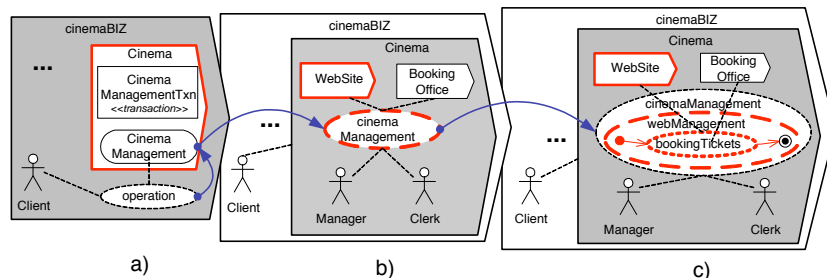 cinemaBIZ
Cinema
...
Cinema
ManagementTxn
<<transaction>>
Cinema
Management
Client
operation
a)
cinemaBIZ
Cinema
WebSite
Booking
Office
...
cinema
Management
Client
Manager
Clerk
b)
cinemaBIZ
Cinema
WebSite
Booking
Office
cinemaManagement
webManagement
bookingTickets
...
Client
Manager
Clerk
c)